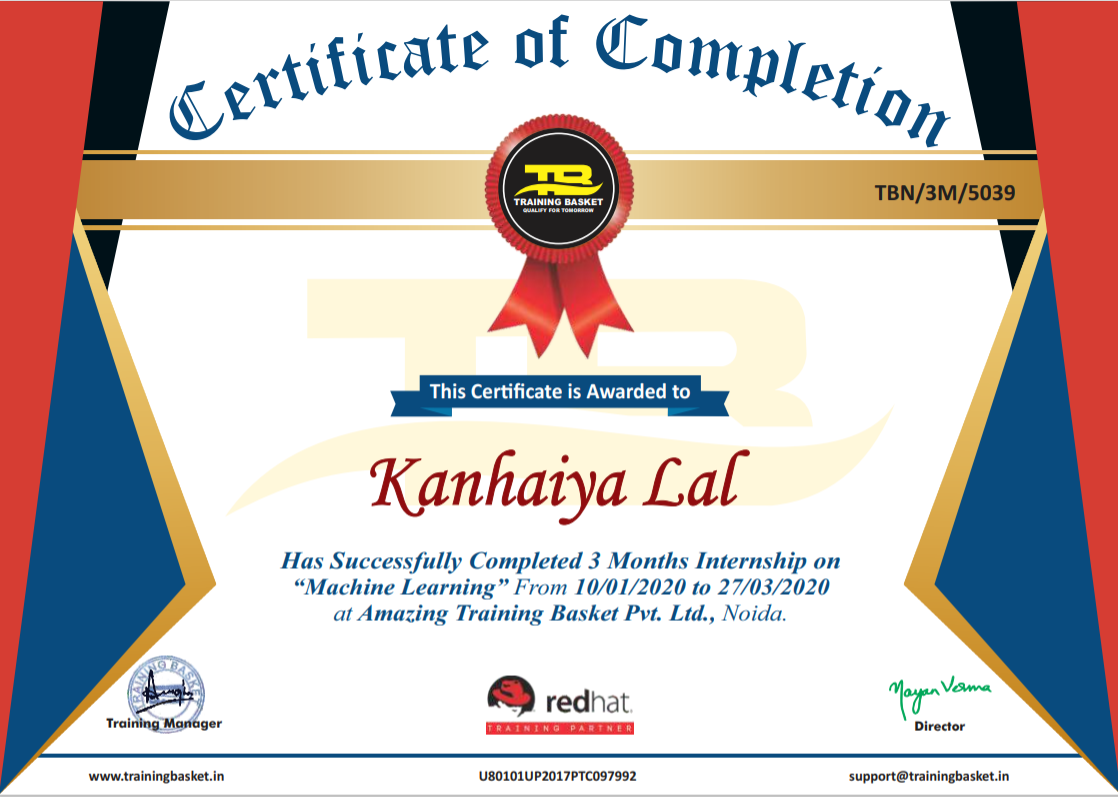 Certificate of Completion
TBN/3M/5039
TB
TRAINING BASKET
QUALIFY FOR TOMORROW
This Certificate is Awarded to
Kanhaiya Lal
Has Successfully Completed 3 Months Internship on
“Machine Learning” From 10/01/2020 to 27/03/2020
at Amazing Training Basket Pvt. Ltd., Noida.
TRAINING BASKET
Training Manager
redhat.
TRAINING PARTNER
Nayan Verma
Director
www.trainingbasket.in
U80101UP2017PTC097992
support@trainingbasket.in